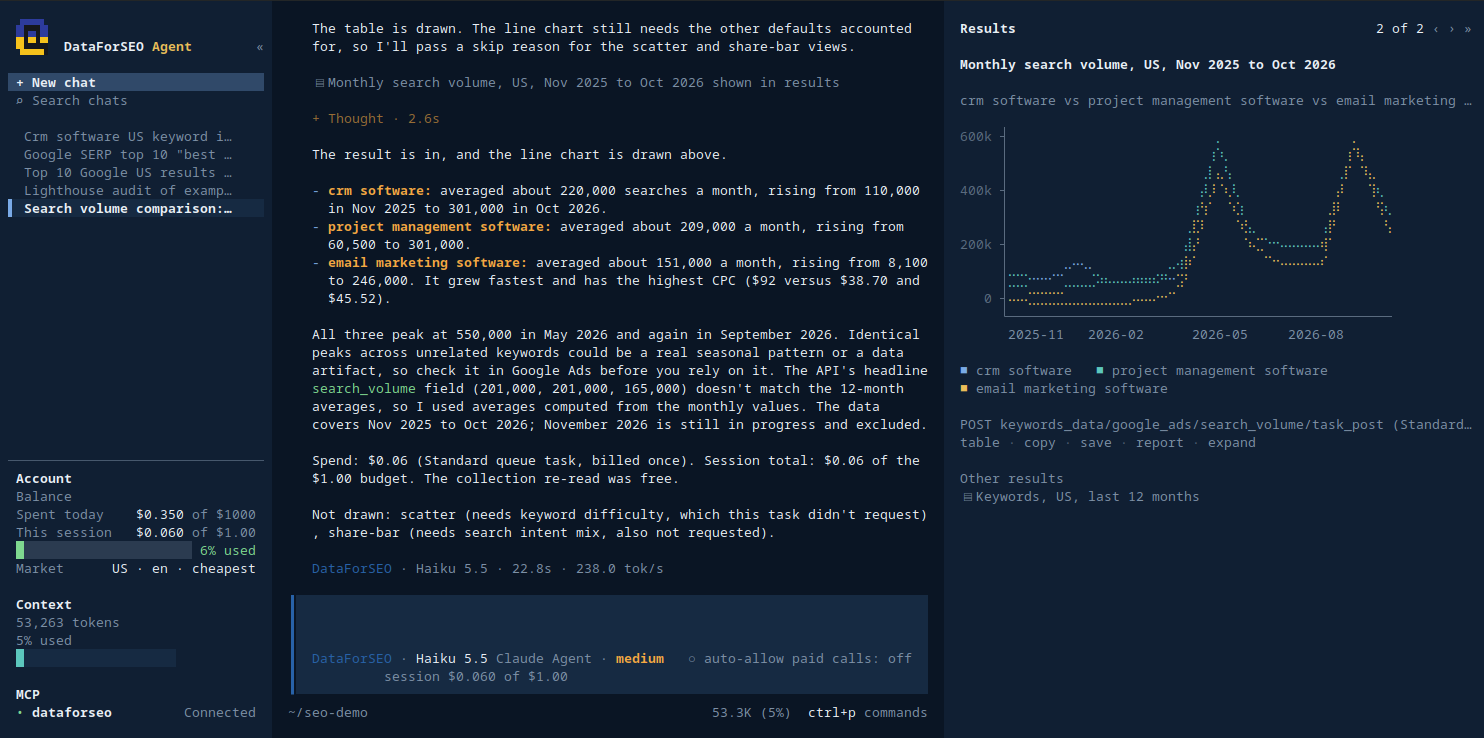 DataForSEO Agent «
+ New chat
⌕ Search chats
Crm software US keyword i…
Google SERP top 10 "best …
Top 10 Google US results …
Lighthouse audit of examp…
Search volume comparison:…
Account
Balance
Spent today $0.350 of $1000
This session $0.060 of $1.00
6% used
Market US · en · cheapest
Context
53,263 tokens
5% used
MCP
• dataforseo Connected
The table is drawn. The line chart still needs the other defaults accounted
for, so I'll pass a skip reason for the scatter and share-bar views.
Monthly search volume, US, Nov 2025 to Oct 2026 shown in results
+ Thought · 2.6s
The result is in, and the line chart is drawn above.
- crm software: averaged about 220,000 searches a month, rising from 110,000
in Nov 2025 to 301,000 in Oct 2026.
- project management software: averaged about 209,000 a month, rising from
60,500 to 301,000.
- email marketing software: averaged about 151,000 a month, rising from 8,100
to 246,000. It grew fastest and has the highest CPC ($92 versus $38.70 and
$45.52).
All three peak at 550,000 in May 2026 and again in September 2026. Identical
peaks across unrelated keywords could be a real seasonal pattern or a data
artifact, so check it in Google Ads before you rely on it. The API's headline
search_volume field (201,000, 201,000, 165,000) doesn't match the 12-month
averages, so I used averages computed from the monthly values. The data
covers Nov 2025 to Oct 2026; November 2026 is still in progress and excluded.
Spend: $0.06 (Standard queue task, billed once). Session total: $0.06 of the
$1.00 budget. The collection re-read was free.
Not drawn: scatter (needs keyword difficulty, which this task didn't request)
, share-bar (needs search intent mix, also not requested).
DataForSEO · Haiku 5.5 · 22.8s · 238.0 tok/s
DataForSEO · Haiku 5.5 Claude Agent · medium ○ auto-allow paid calls: off
session $0.060 of $1.00
~/seo-demo 53.3K (5%) ctrl+p commands
Results 2 of 2 ‹ › »
Monthly search volume, US, Nov 2025 to Oct 2026
crm software vs project management software vs email marketing …
600k
400k
200k
0
2025-11 2026-02 2026-05 2026-08
■ crm software ■ project management software
■ email marketing software
POST keywords_data/google_ads/search_volume/task_post (Standard…
table · copy · save · report · expand
Other results
Keywords, US, last 12 months